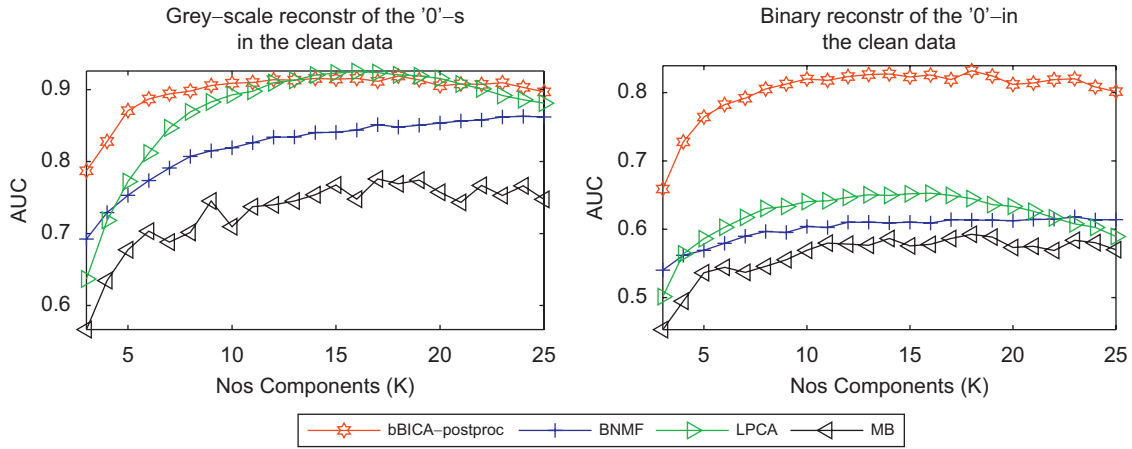 Grey–scale reconstr of the '0'–s
in the clean data
AUC
0.9
0.8
0.7
0.6
5 10 15 20 25
Nos Components (K)
Binary reconstr of the '0'–in
the clean data
AUC
0.8
0.7
0.6
0.5
5 10 15 20 25
Nos Components (K)
bBICA–postproc BNMF LPCA MB